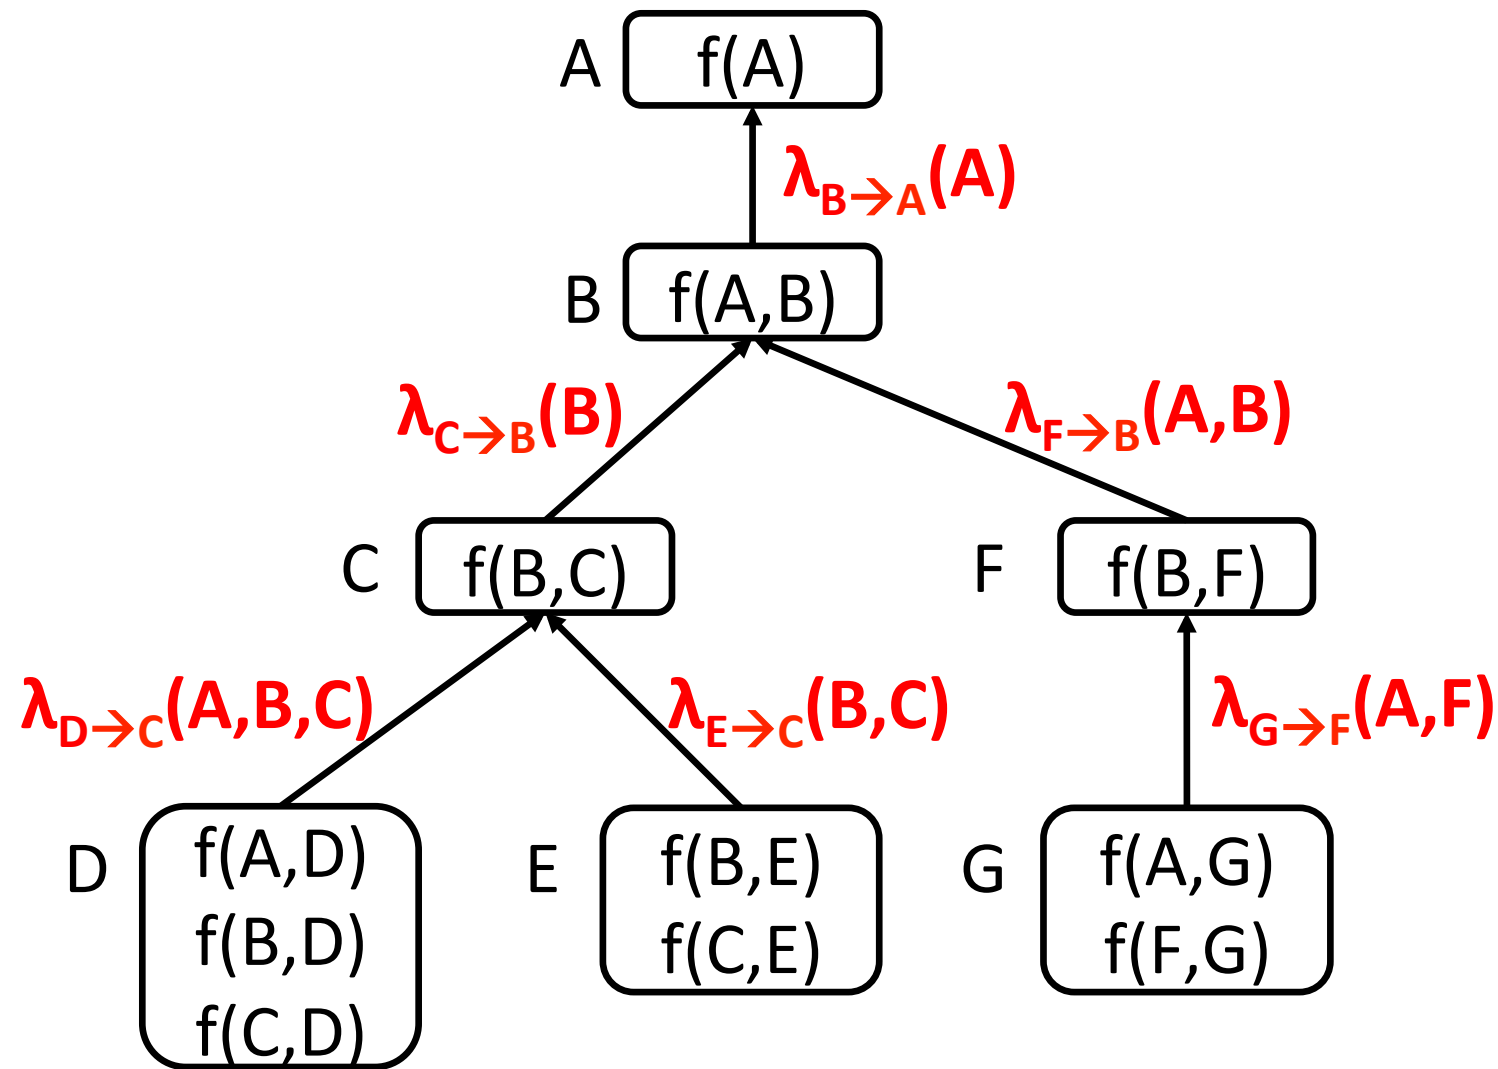 A f(A)
λB→A(A)
B f(A,B)
λC→B(B) λF→B(A,B)
C f(B,C) F f(B,F)
λD→C(A,B,C) λE→C(B,C) λG→F(A,F)
D f(A,D) E f(B,E) G f(A,G)
f(B,D) f(C,E) f(F,G)
f(C,D)